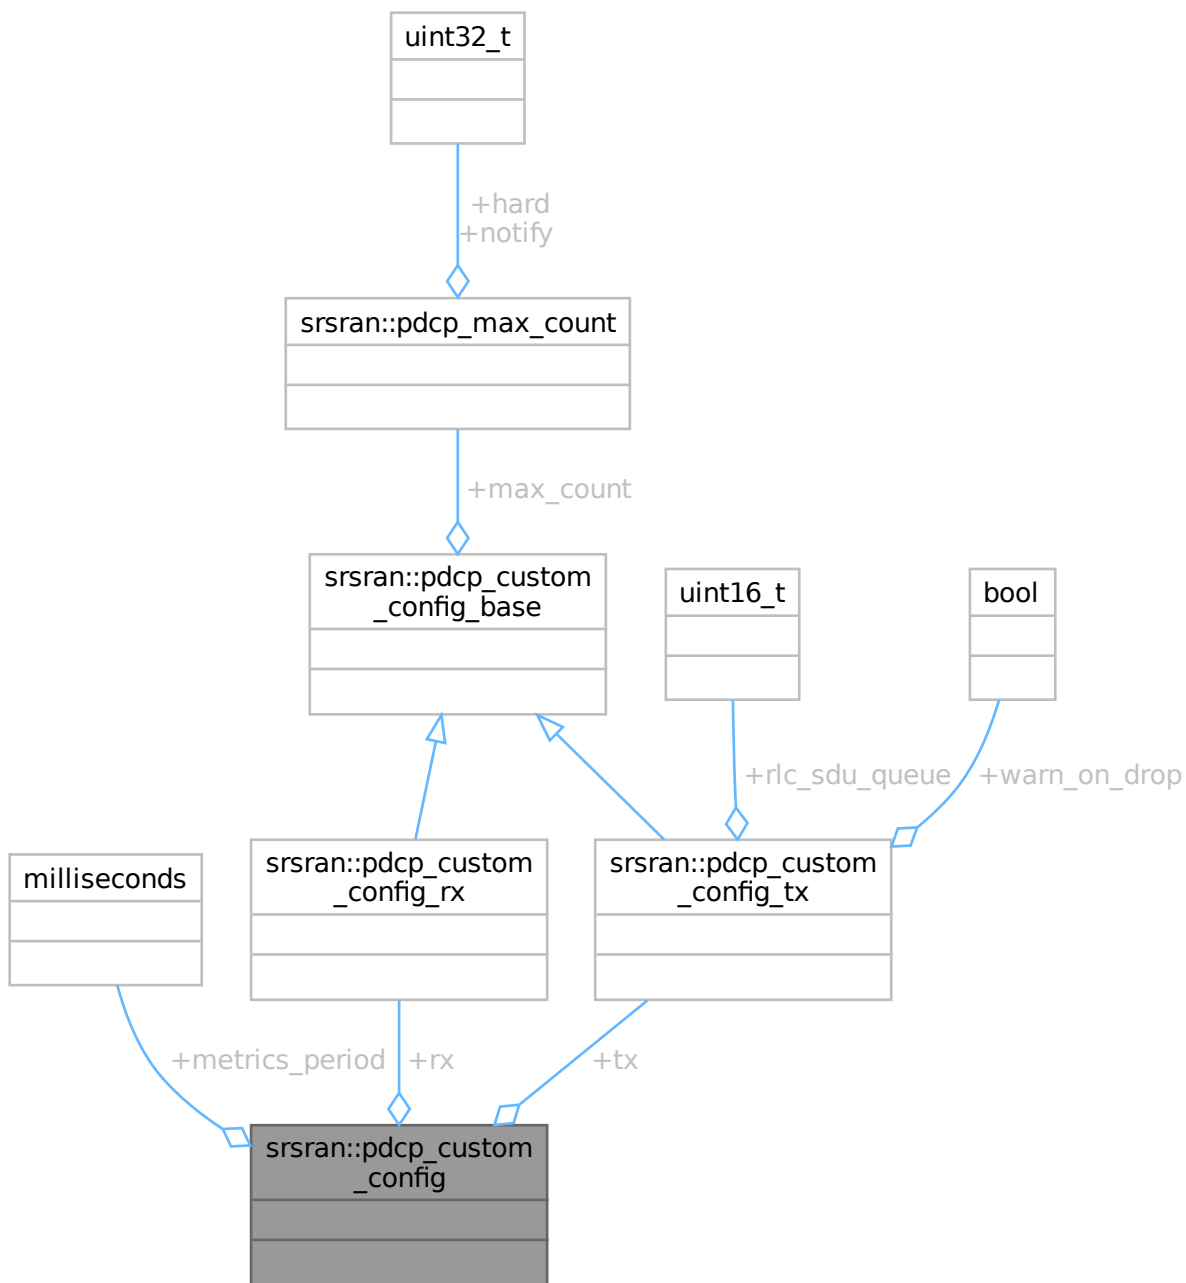 uint32_t
+hard
+notify
srsran::pdcp_max_count
+max_count
srsran::pdcp_custom
_config_base
uint16_t
bool
+rlc_sdu_queue
+warn_on_drop
milliseconds
srsran::pdcp_custom
_config_rx
srsran::pdcp_custom
_config_tx
+metrics_period
+rx
+tx
srsran::pdcp_custom
_config